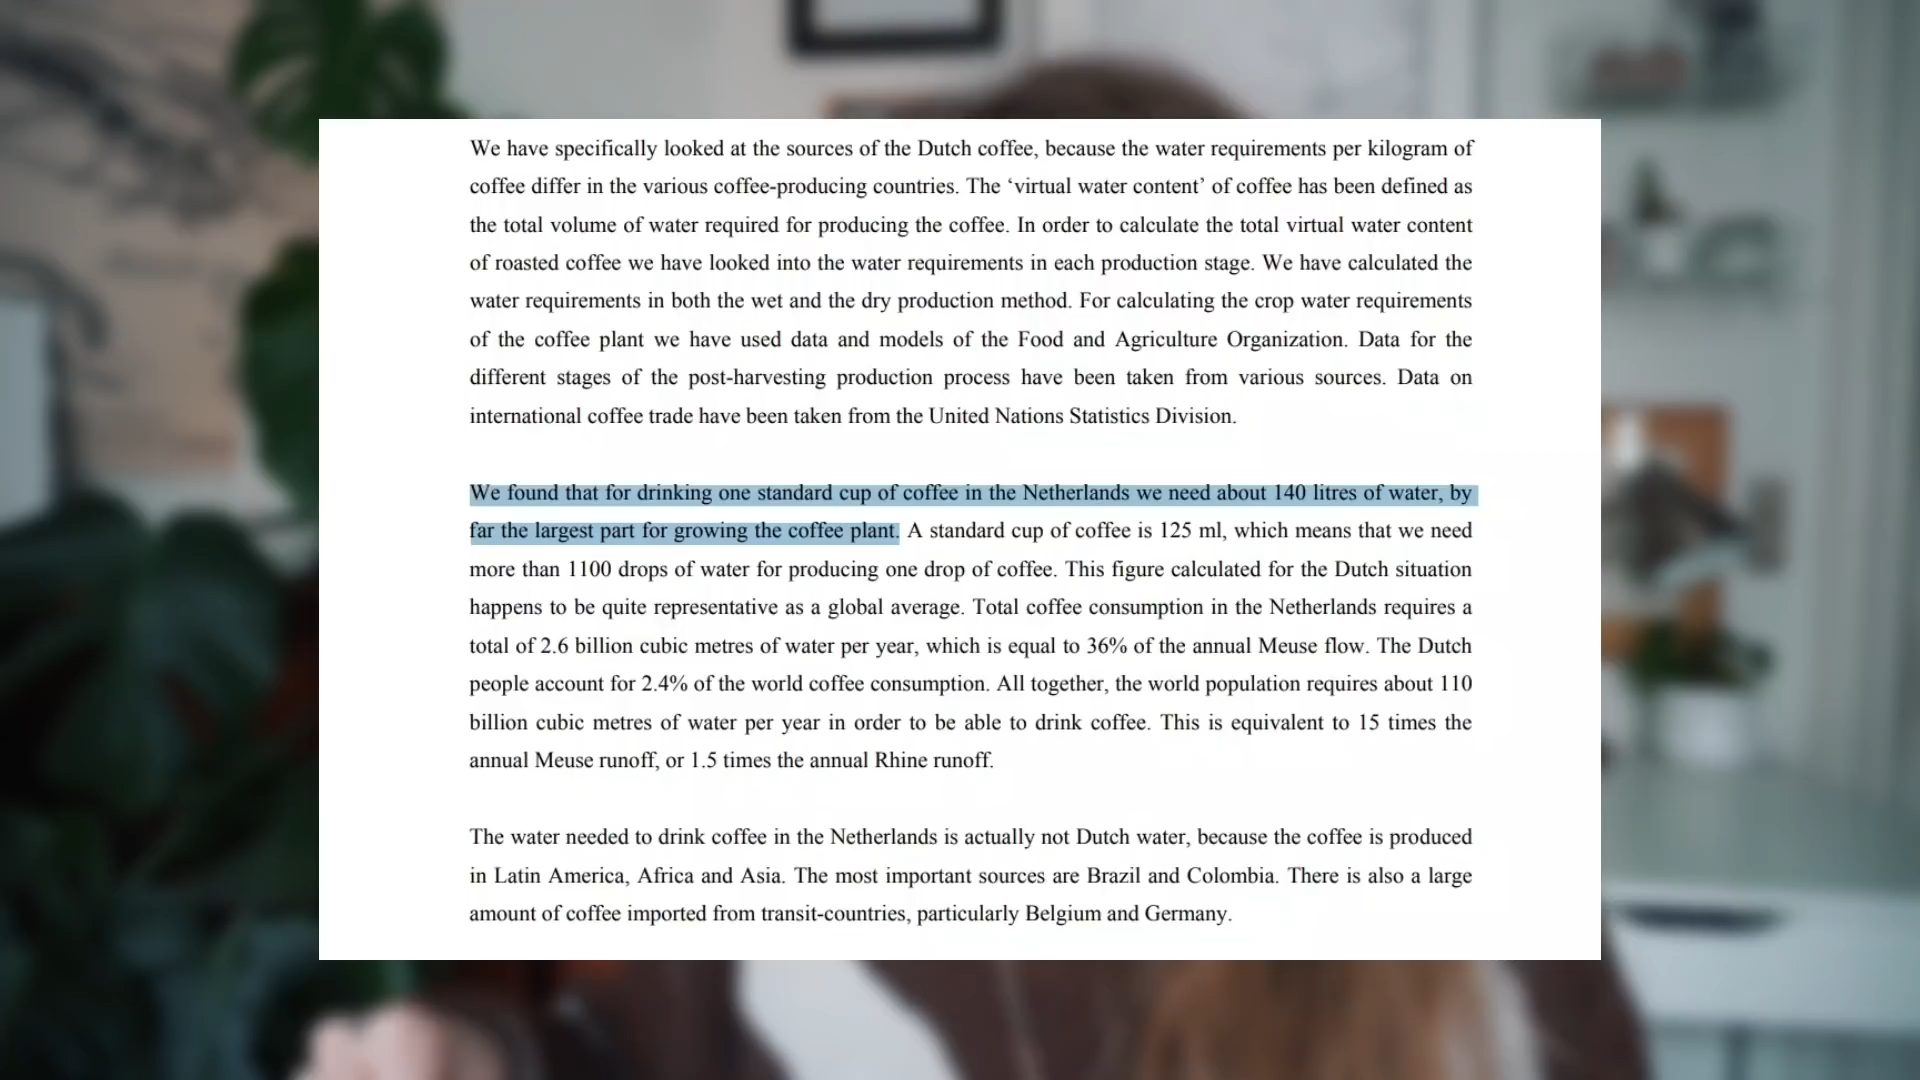 We have specifically looked at the sources of the Dutch coffee, because the water requirements per kilogram of
coffee differ in the various coffee-producing countries. The ‘virtual water content’ of coffee has been defined as
the total volume of water required for producing the coffee. In order to calculate the total virtual water content
of roasted coffee we have looked into the water requirements in each production stage. We have calculated the
water requirements in both the wet and the dry production method. For calculating the crop water requirements
of the coffee plant we have used data and models of the Food and Agriculture Organization. Data for the
different stages of the post-harvesting production process have been taken from various sources. Data on
international coffee trade have been taken from the United Nations Statistics Division.
We found that for drinking one standard cup of coffee in the Netherlands we need about 140 litres of water, by
far the largest part for growing the coffee plant. A standard cup of coffee is 125 ml, which means that we need
more than 1100 drops of water for producing one drop of coffee. This figure calculated for the Dutch situation
happens to be quite representative as a global average. Total coffee consumption in the Netherlands requires a
total of 2.6 billion cubic metres of water per year, which is equal to 36% of the annual Meuse flow. The Dutch
people account for 2.4% of the world coffee consumption. All together, the world population requires about 110
billion cubic metres of water per year in order to be able to drink coffee. This is equivalent to 15 times the
annual Meuse runoff, or 1.5 times the annual Rhine runoff.
The water needed to drink coffee in the Netherlands is actually not Dutch water, because the coffee is produced
in Latin America, Africa and Asia. The most important sources are Brazil and Colombia. There is also a large
amount of coffee imported from transit-countries, particularly Belgium and Germany.